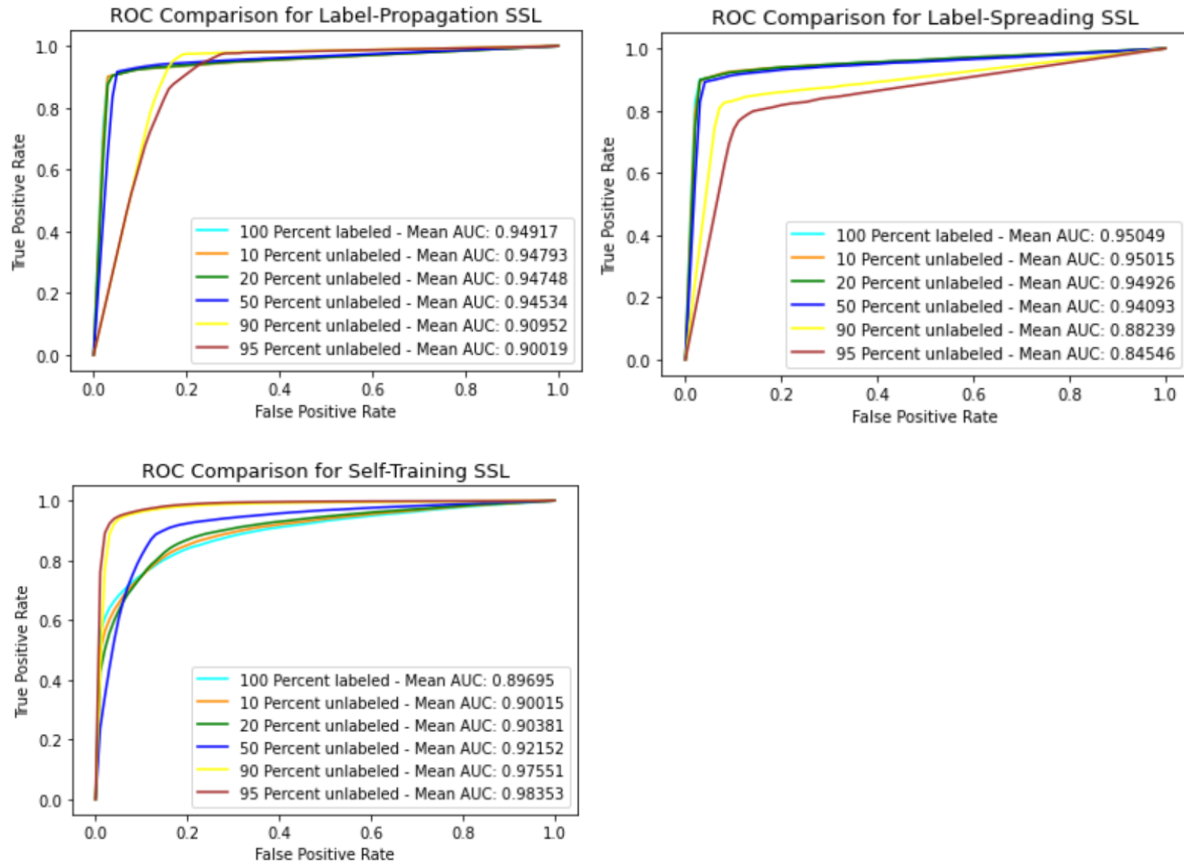 ROC Comparison for Label-Propagation SSL
True Positive Rate
1.0
0.8
0.6
0.4
0.2
0.0
100 Percent labeled - Mean AUC: 0.94917
10 Percent unlabeled - Mean AUC: 0.94793
20 Percent unlabeled - Mean AUC: 0.94748
50 Percent unlabeled - Mean AUC: 0.94534
90 Percent unlabeled - Mean AUC: 0.90952
95 Percent unlabeled - Mean AUC: 0.90019
0.0 0.2 0.4 0.6 0.8 1.0
False Positive Rate
ROC Comparison for Label-Spreading SSL
True Positive Rate
1.0
0.8
0.6
0.4
0.2
0.0
100 Percent labeled - Mean AUC: 0.95049
10 Percent unlabeled - Mean AUC: 0.95015
20 Percent unlabeled - Mean AUC: 0.94926
50 Percent unlabeled - Mean AUC: 0.94093
90 Percent unlabeled - Mean AUC: 0.88239
95 Percent unlabeled - Mean AUC: 0.84546
0.0 0.2 0.4 0.6 0.8 1.0
False Positive Rate
ROC Comparison for Self-Training SSL
True Positive Rate
1.0
0.8
0.6
0.4
0.2
0.0
100 Percent labeled - Mean AUC: 0.89695
10 Percent unlabeled - Mean AUC: 0.90015
20 Percent unlabeled - Mean AUC: 0.90381
50 Percent unlabeled - Mean AUC: 0.92152
90 Percent unlabeled - Mean AUC: 0.97551
95 Percent unlabeled - Mean AUC: 0.98353
0.0 0.2 0.4 0.6 0.8 1.0
False Positive Rate